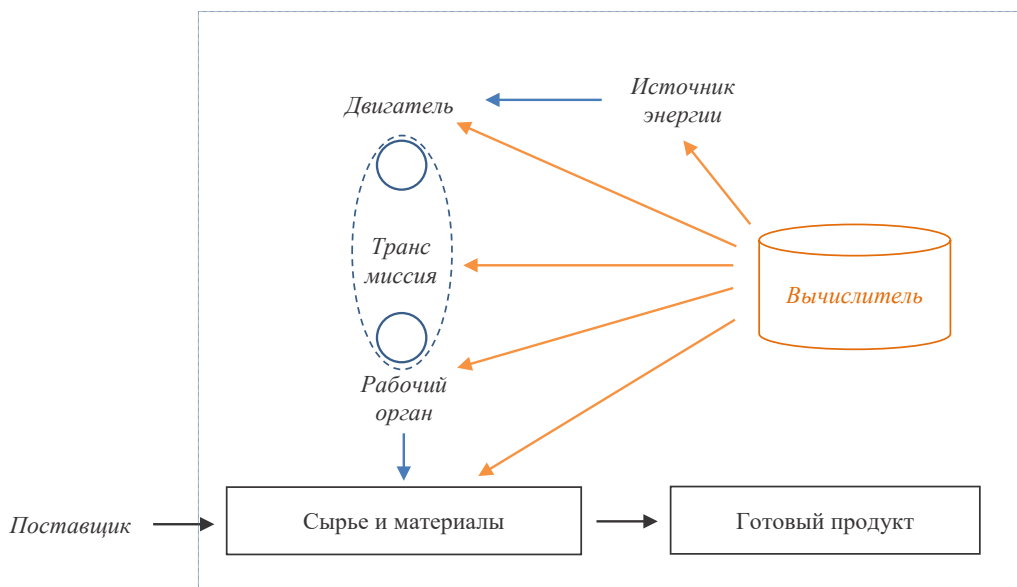 Источник
энергии
Двигатель
Транс
миссия
Вычислитель
Рабочий
орган
Поставщик
Сырье и материалы
Готовый продукт